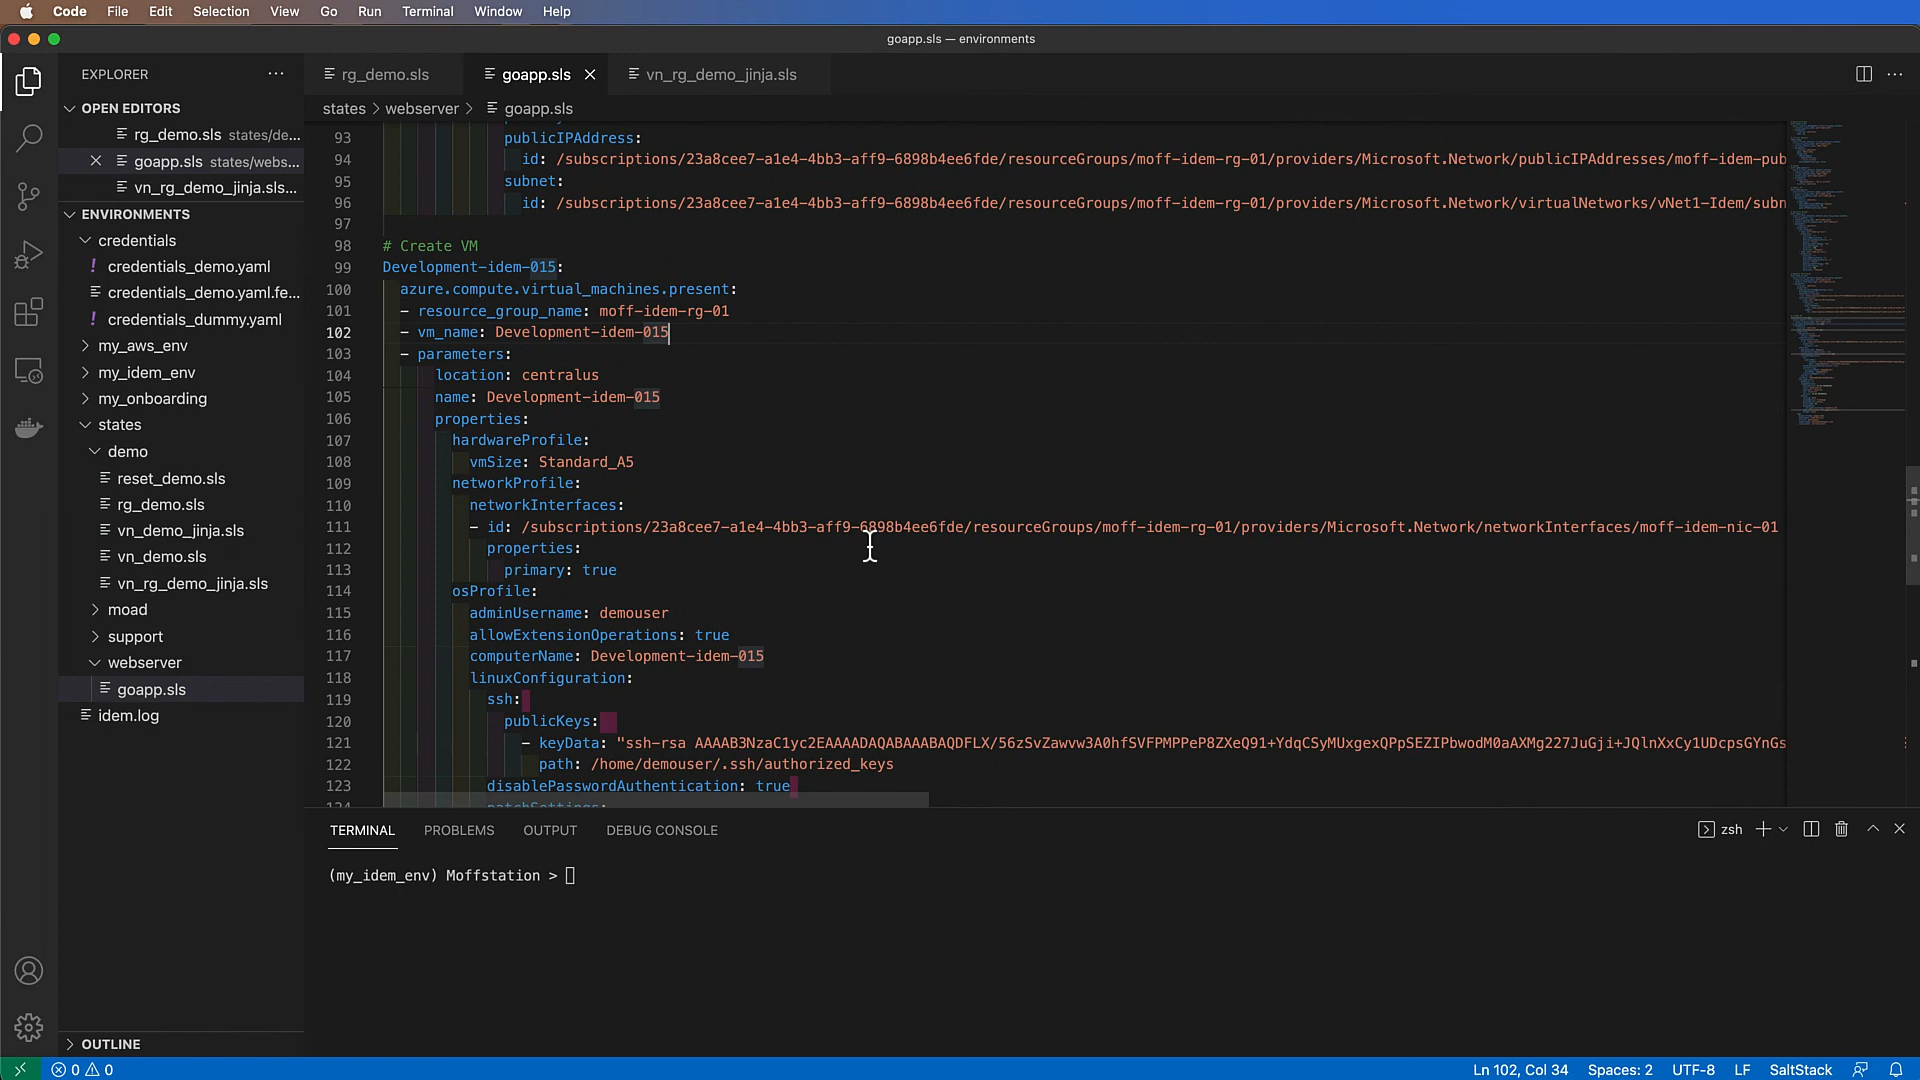 Code File Edit Selection View Go Run Terminal Window Help
goapp.sls — environments
EXPLORER
rg_demo.sls goapp.sls vn_rg_demo_jinja.sls
OPEN EDITORS
rg_demo.sls states/de...
goapp.sls states/webs...
vn_rg_demo_jinja.sls...
ENVIRONMENTS
credentials
credentials_demo.yaml
credentials_demo.yaml.fe...
credentials_dummy.yaml
my_aws_env
my_idem_env
my_onboarding
states
demo
reset_demo.sls
rg_demo.sls
vn_demo_jinja.sls
vn_demo.sls
vn_rg_demo_jinja.sls
moad
support
webserver
goapp.sls
idem.log
OUTLINE
states > webserver > goapp.sls
93 publicIPAddress:
94 id: /subscriptions/23a8cee7-a1e4-4bb3-aff9-6898b4ee6fde/resourceGroups/moff-idem-rg-01/providers/Microsoft.Network/publicIPAddresses/moff-idem-pub
95 subnet:
96 id: /subscriptions/23a8cee7-a1e4-4bb3-aff9-6898b4ee6fde/resourceGroups/moff-idem-rg-01/providers/Microsoft.Network/virtualNetworks/vNet1-Idem/subn
97
98 # Create VM
99 Development-idem-015:
100 azure.compute.virtual_machines.present:
101 - resource_group_name: moff-idem-rg-01
102 - vm_name: Development-idem-015
103 - parameters:
104 location: centralus
105 name: Development-idem-015
106 properties:
107 hardwareProfile:
108 vmSize: Standard_A5
109 networkProfile:
110 networkInterfaces:
111 - id: /subscriptions/23a8cee7-a1e4-4bb3-aff9-6898b4ee6fde/resourceGroups/moff-idem-rg-01/providers/Microsoft.Network/networkInterfaces/moff-idem-nic-01
112 properties:
113 primary: true
114 osProfile:
115 adminUsername: demouser
116 allowExtensionOperations: true
117 computerName: Development-idem-015
118 linuxConfiguration:
119 ssh:
120 publicKeys:
121 - keyData: "ssh-rsa AAAAB3NzaC1yc2EAAAADAQABAAABAQDFLX/56zSvZawvw3A0hfSVFPMPPeP8ZXeQ91+YdqCSyMUxgexQPpSEZIPbwodM0aAXMg227JuGji+JQlnXxCy1UDcpsGYnGs
122 path: /home/demouser/.ssh/authorized_keys
123 disablePasswordAuthentication: true
124 patchSettings:
TERMINAL PROBLEMS OUTPUT DEBUG CONSOLE
zsh
(my_idem_env) Moffstation >
0 0 Ln 102, Col 34 Spaces: 2 UTF-8 LF SaltStack